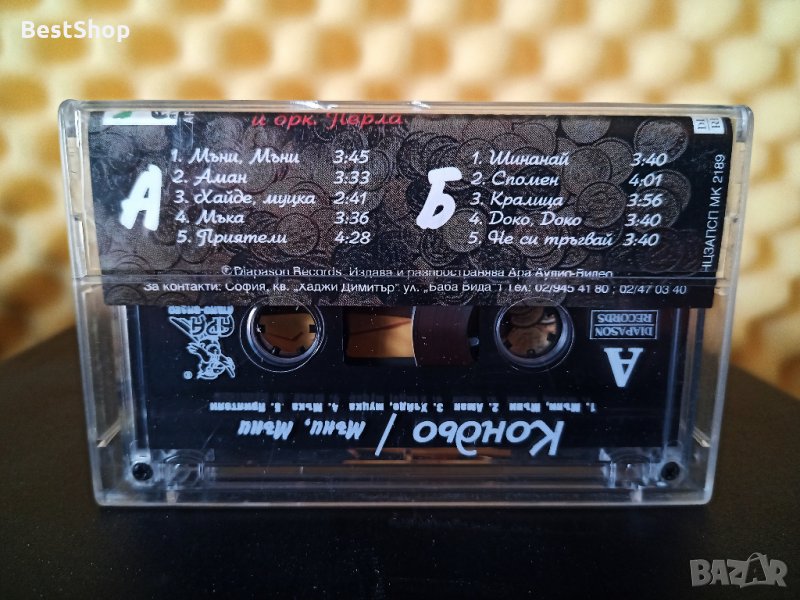 BestShop
и орк. Перла
А
1. Мъни, Мъни 3:45
2. Аман 3:33
3. Хайде, муцка 2:41
4. Мъка 3:36
5. Приятели 4:28
Б
1. Шинанай 3:40
2. Спомен 4:01
3. Кралица 3:56
4. Доко, Доко 3:40
5. Не си тръгвай 3:40
НЦЗАПСП МК 2189
© Diapason Records. Издава и разпространява Ара Аудио-Видео
За контакти: София, кв. "Хаджи Димитър" ул. "Баба Вида" 1 тел: 02/945 41 80 ; 02/47 03 40
АРА
®
DIAPASON
RECORDS
А
1. Мъни, Мъни 2. Аман 3. Хайде, муцка 4. Мъка 5. Приятели
Кондьо / Мъни, Мъни
BAZAR